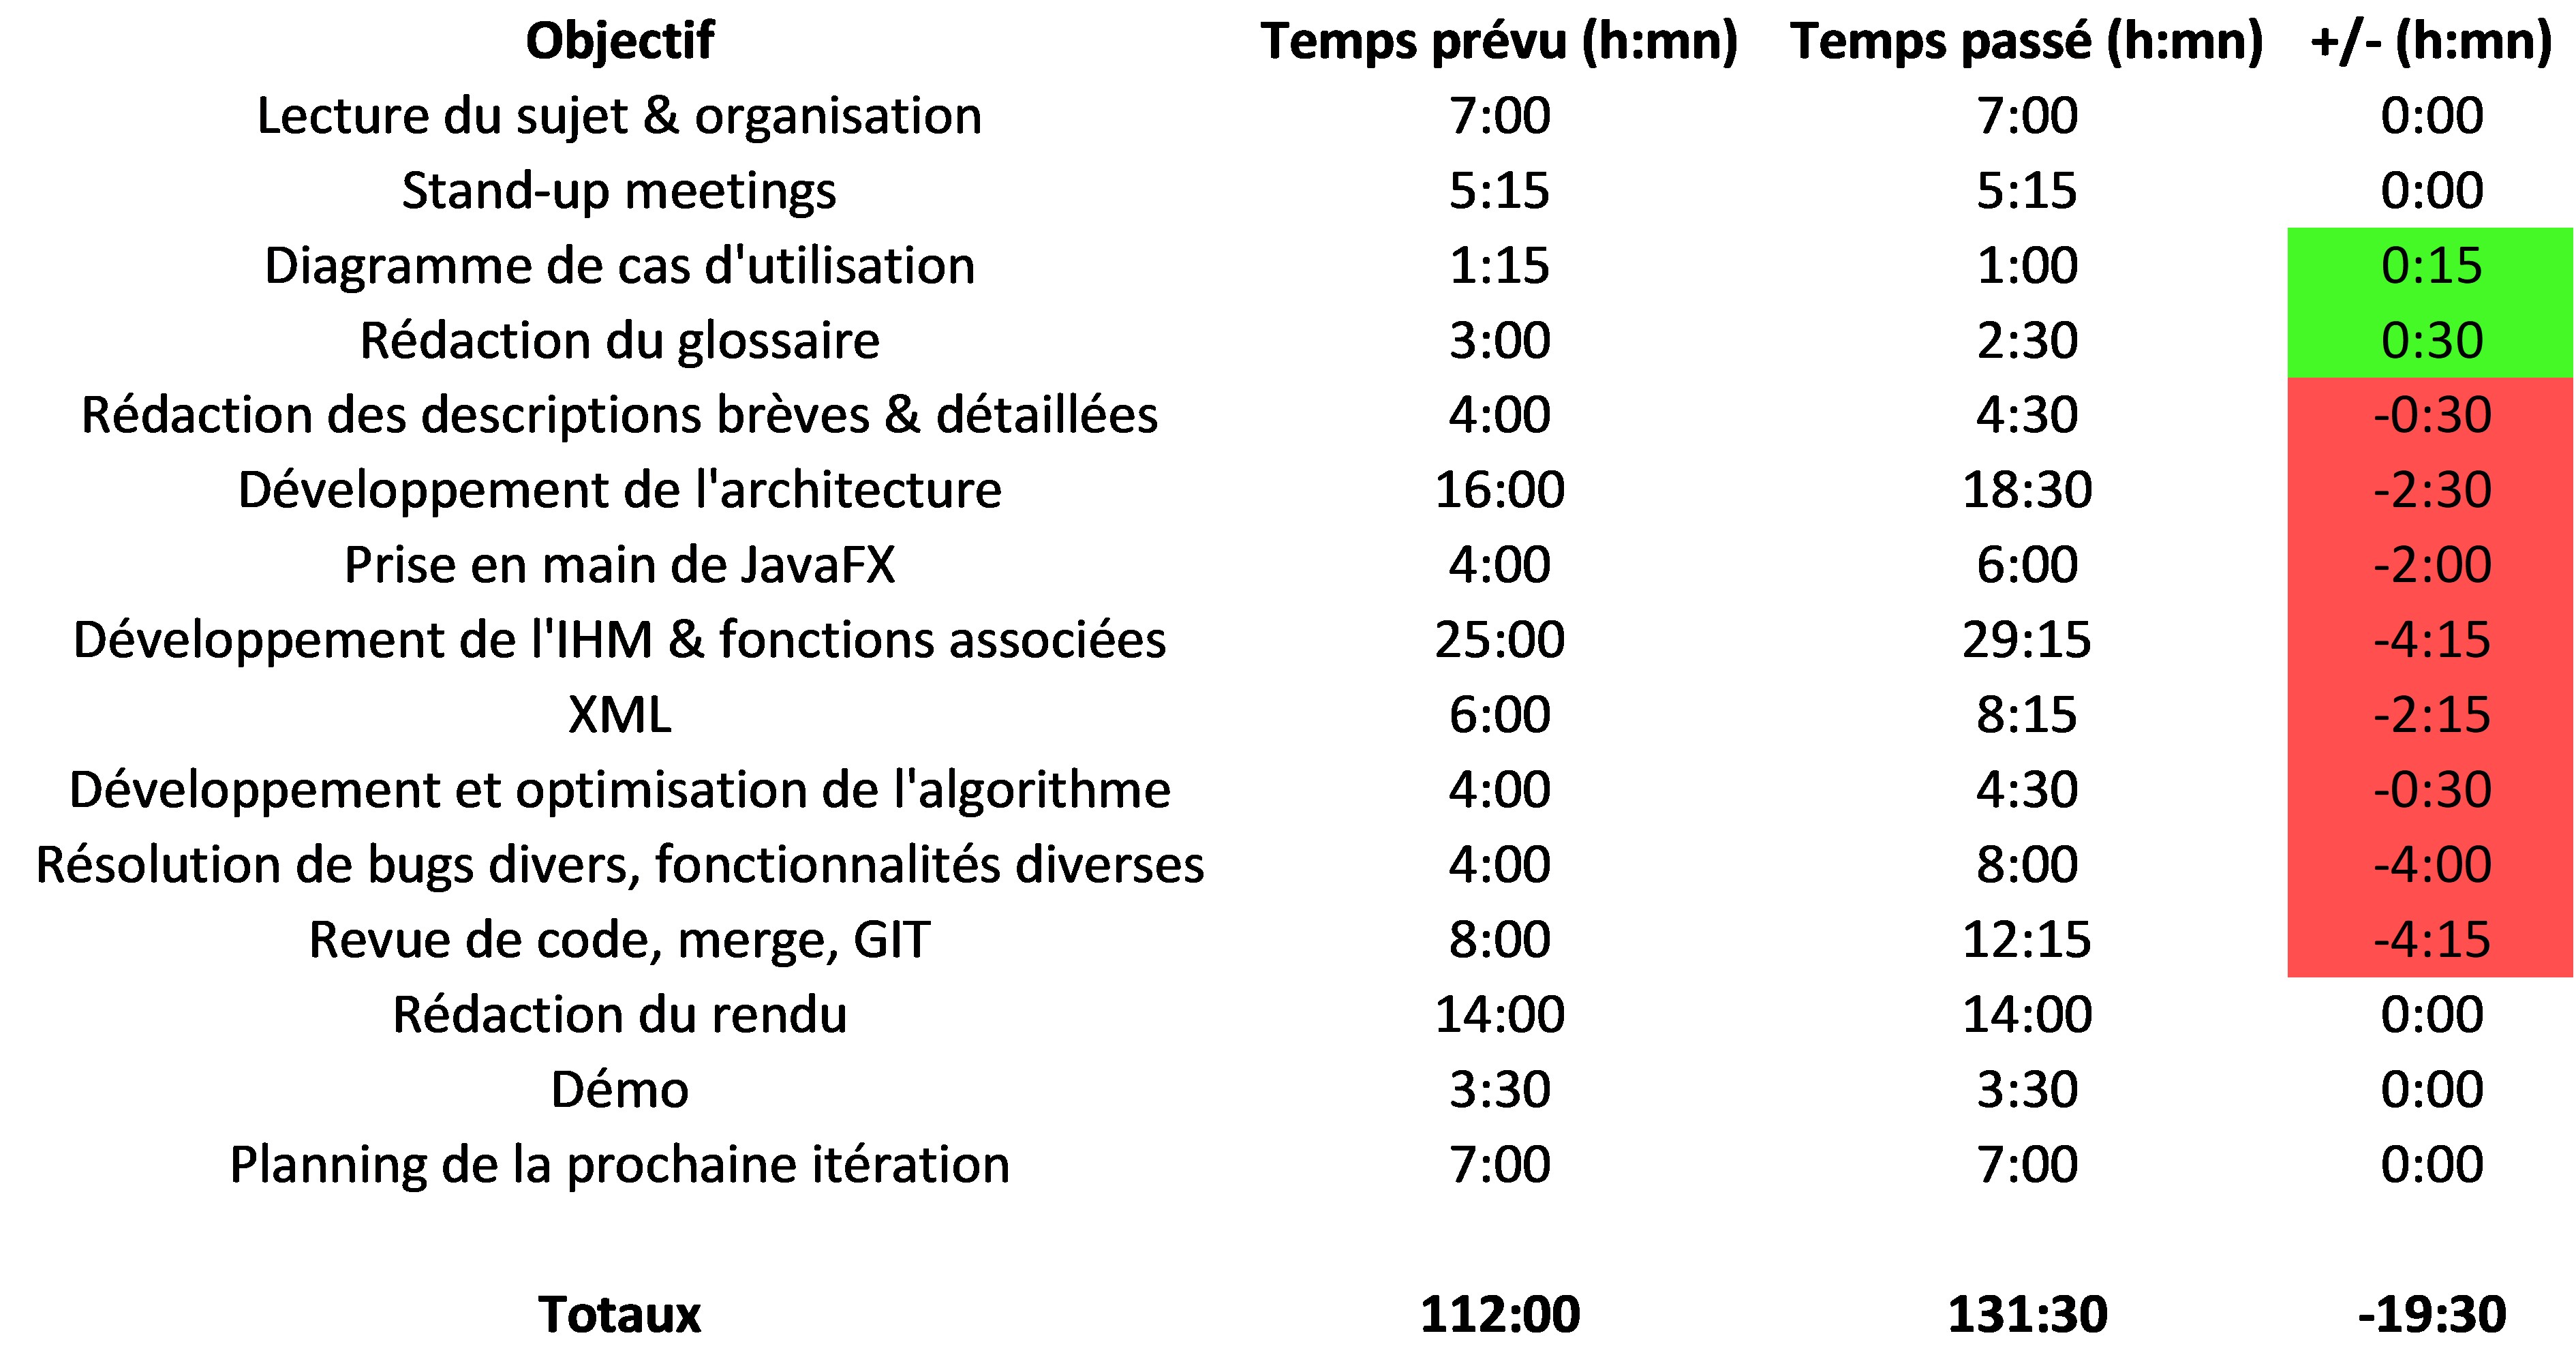 Objectif Temps prévu (h:mn) Temps passé (h:mn) +/- (h:mn)
Lecture du sujet & organisation 7:00 7:00 0:00
Stand-up meetings 5:15 5:15 0:00
Diagramme de cas d'utilisation 1:15 1:00 0:15
Rédaction du glossaire 3:00 2:30 0:30
Rédaction des descriptions brèves & détaillées 4:00 4:30 -0:30
Développement de l'architecture 16:00 18:30 -2:30
Prise en main de JavaFX 4:00 6:00 -2:00
Développement de l'IHM & fonctions associées 25:00 29:15 -4:15
XML 6:00 8:15 -2:15
Développement et optimisation de l'algorithme 4:00 4:30 -0:30
Résolution de bugs divers, fonctionnalités diverses 4:00 8:00 -4:00
Revue de code, merge, GIT 8:00 12:15 -4:15
Rédaction du rendu 14:00 14:00 0:00
Démo 3:30 3:30 0:00
Planning de la prochaine itération 7:00 7:00 0:00
Totaux 112:00 131:30 -19:30